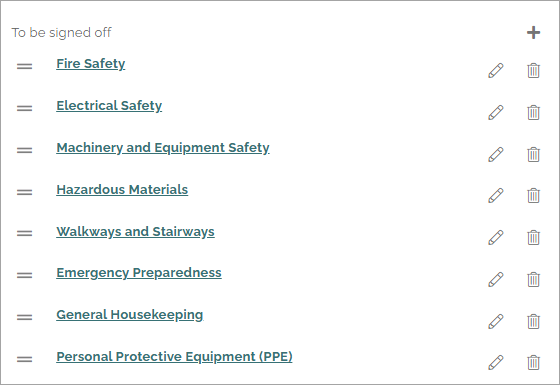 To be signed off
Fire Safety
Electrical Safety
Machinery and Equipment Safety
Hazardous Materials
Walkways and Stairways
Emergency Preparedness
General Housekeeping
Personal Protective Equipment (PPE)